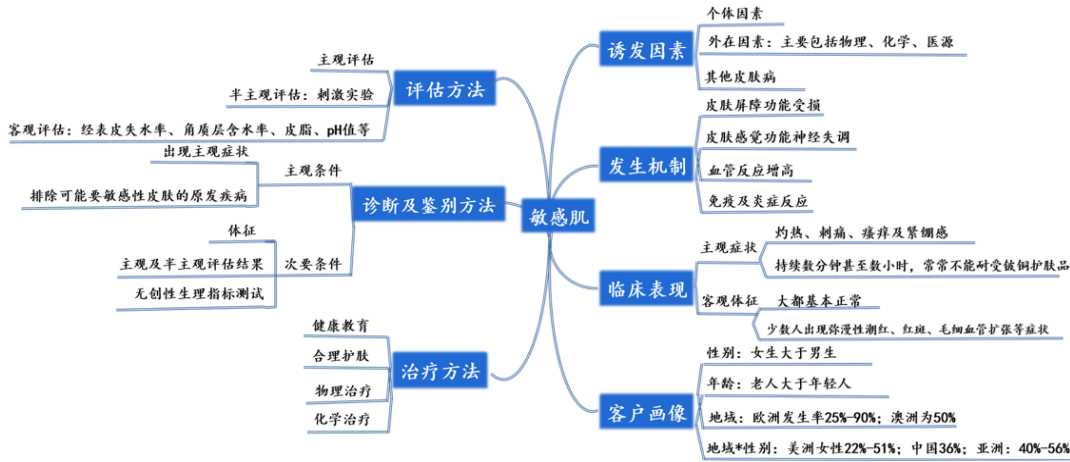 敏感肌
诱发因素
个体因素
外在因素：主要包括物理、化学、医源
其他皮肤病
发生机制
皮肤屏障功能受损
皮肤感觉功能神经失调
血管反应增高
免疫及炎症反应
临床表现
主观症状
灼热、刺痛、瘙痒及紧绷感
持续数分钟甚至数小时，常常不能耐受皱铜护肤品
客观体征
大都基本正常
少数人出现弥漫性潮红、红斑、毛细血管扩张等症状
客户画像
性别：女生大于男生
年龄：老人大于年轻人
地域：欧洲发生率25%-90%；澳洲为50%
地域*性别：美洲女性22%-51%；中国36%；亚洲：40%-56%
评估方法
主观评估
半主观评估：刺激实验
客观评估：经表皮失水率、角质层含水率、皮脂、pH值等
诊断及鉴别方法
主观条件
出现主观症状
排除可能要敏感性皮肤的原发疾病
次要条件
体征
主观及半主观评估结果
无创性生理指标测试
治疗方法
健康教育
合理护肤
物理治疗
化学治疗